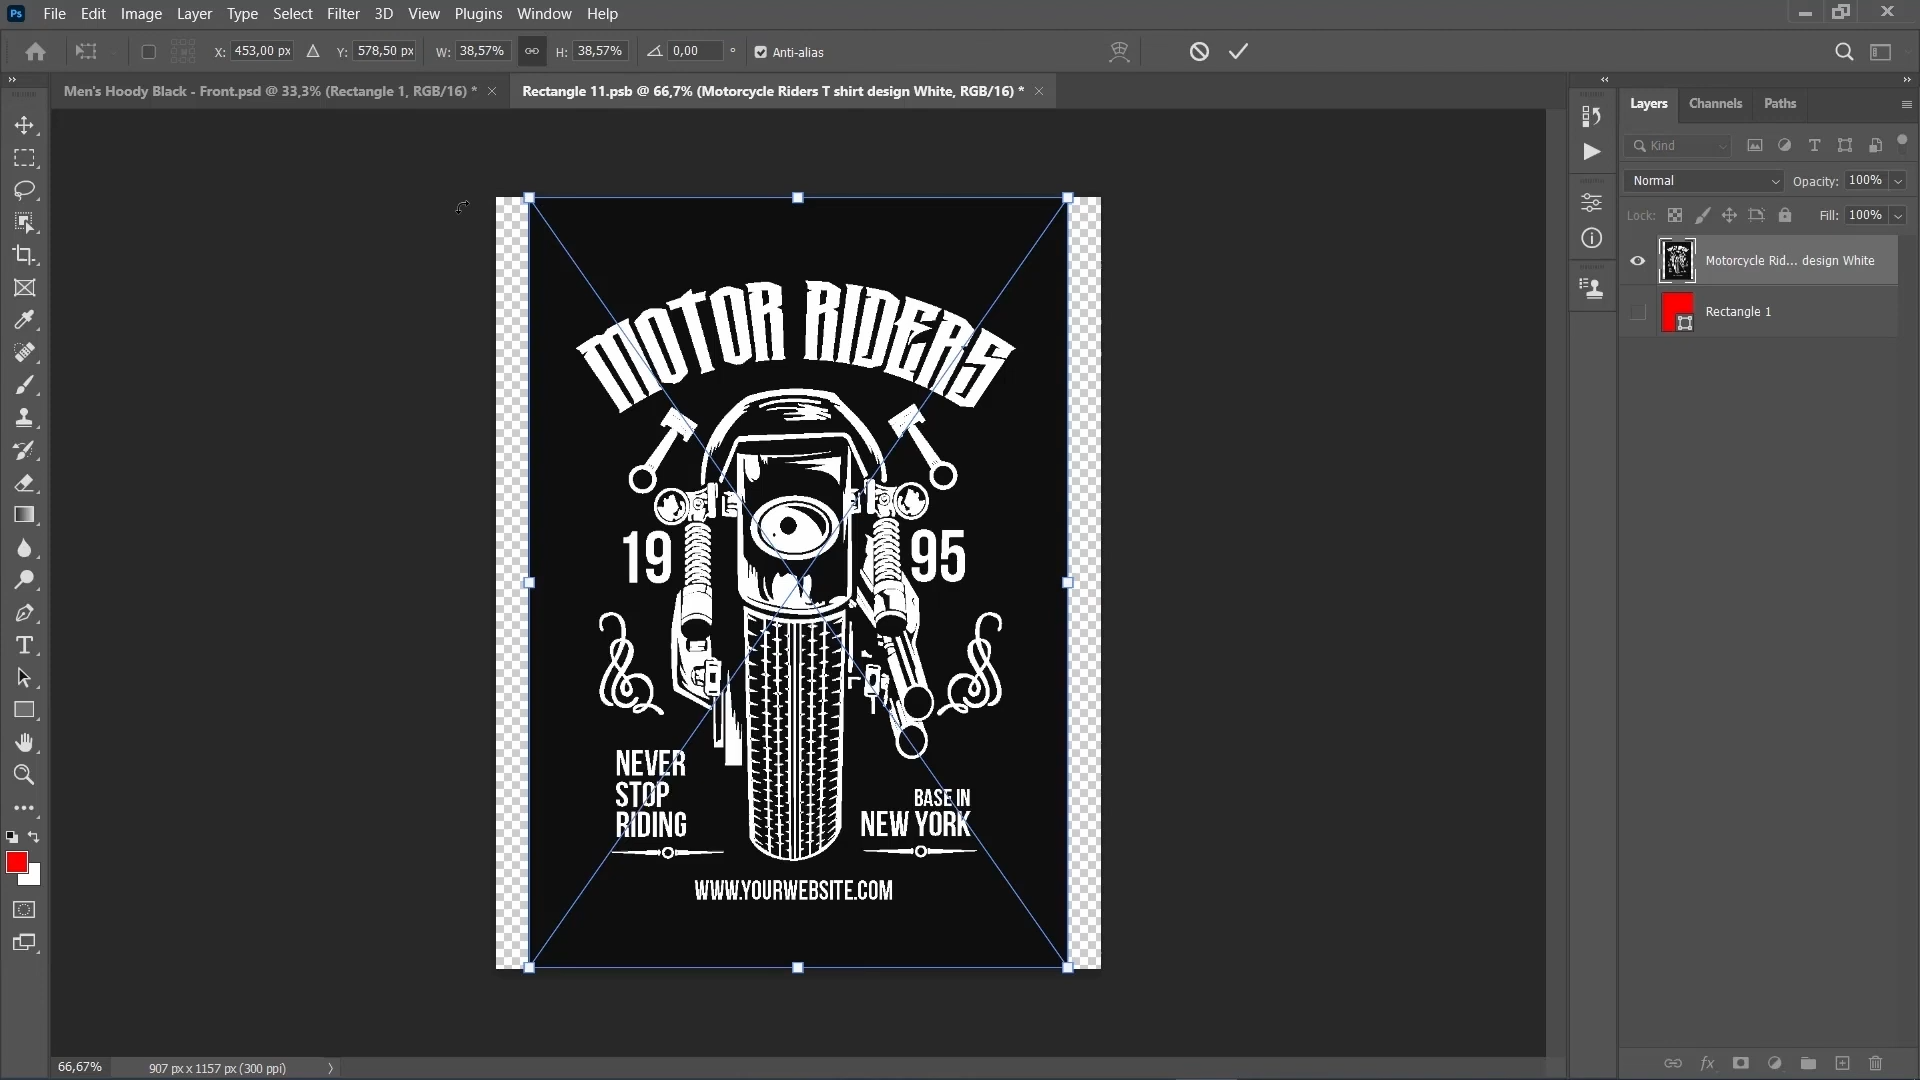 Ps File Edit Image Layer Type Select Filter 3D View Plugins Window Help
X: 453,00 px Y: 578,50 px W: 38,57% H: 38,57% 0,00 ° Anti-alias
Men's Hoody Black - Front.psd @ 33,3% (Rectangle 1, RGB/16) *
Rectangle 11.psb @ 66,7% (Motorcycle Riders T shirt design White, RGB/16) *
Layers Channels Paths
Kind
Normal Opacity: 100%
Lock: Fill: 100%
Motorcycle Rid... design White
Rectangle 1
MOTOR RIDERS
19 95
NEVER
STOP
RIDING
BASE IN
NEW YORK
WWW.YOURWEBSITE.COM
66,67% 907 px x 1157 px (300 ppi)